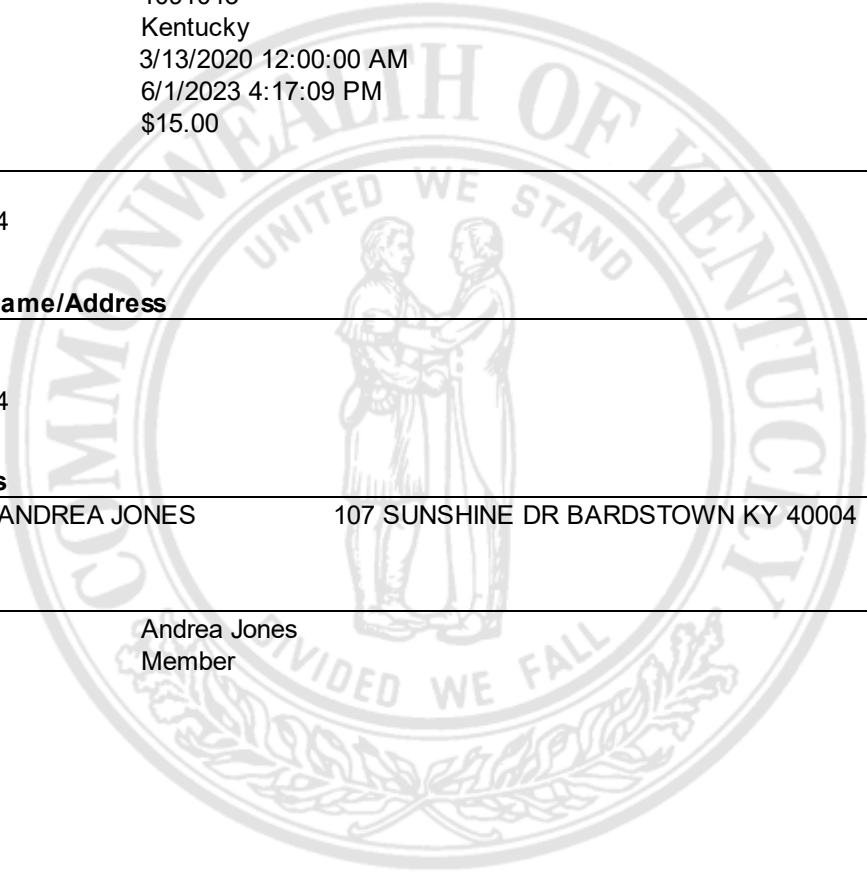 Kentucky
3/13/2020 12:00:00 AM
6/1/2023 4:17:09 PM
$15.00
4
ame/Address
4
s
ANDREA JONES 107 SUNSHINE DR BARDSTOWN KY 40004
Andrea Jones
Member
COMMONWEALTH OF KENTUCKY
UNITED WE STAND
DIVIDED WE FALL